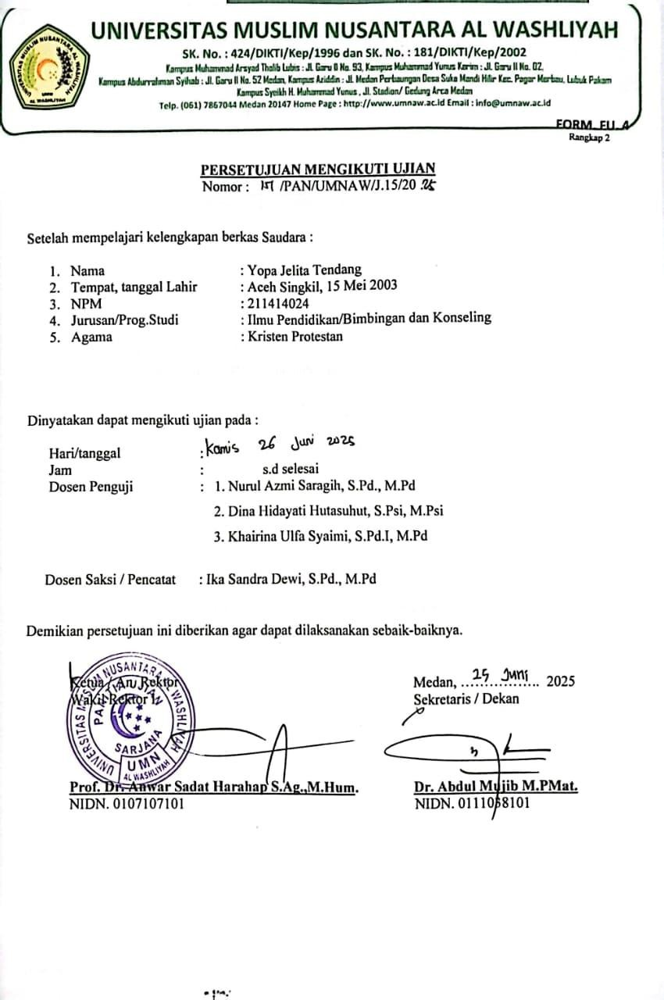 UNIVERSITAS MUSLIM NUSANTARA AL WASHLIYAH
SK. No. : 424/DIKTI/Kep/1996 dan SK. No. : 181/DIKTI/Kep/2002
Kampus Muhammad Arsyad Thalib Lubis : Jl. Garu II No. 93, Kampus Muhammad Yunus Karim : Jl. Garu II No. 02,
Kampus Abdurrahman Syihab : Jl. Garu II No. 52 Medan, Kampus Aziddin : Jl. Medan Perbaungan Desa Suka Mandi Hilir Kec. Pagar Merbau, Lubuk Pakam
Kampus Syeikh H. Muhammad Yunus , Jl. Stadion/ Gedung Arca Medan
Telp. (061) 7867044 Medan 20147 Home Page : http://www.umnaw.ac.id Email : info@umnaw.ac.id
UNIVERSITAS MUSLIM NUSANTARA AL WASHLIYAH
UMN
AL WASHLIYAH
FORM_EU_4
Rangkap 2
PERSETUJUAN MENGIKUTI UJIAN
Nomor : /PAN/UMNAW/J.15/20 25
Setelah mempelajari kelengkapan berkas Saudara :
1. Nama : Yopa Jelita Tendang
2. Tempat, tanggal Lahir : Aceh Singkil, 15 Mei 2003
3. NPM : 211414024
4. Jurusan/Prog.Studi : Ilmu Pendidikan/Bimbingan dan Konseling
5. Agama : Kristen Protestan
Dinyatakan dapat mengikuti ujian pada :
Hari/tanggal : Kamis 26 Juni 2025
Jam : s.d selesai
Dosen Penguji : 1. Nurul Azmi Saragih, S.Pd., M.Pd
2. Dina Hidayati Hutasuhut, S.Psi, M.Psi
3. Khairina Ulfa Syaimi, S.Pd.I, M.Pd
Dosen Saksi / Pencatat : Ika Sandra Dewi, S.Pd., M.Pd
Demikian persetujuan ini diberikan agar dapat dilaksanakan sebaik-baiknya.
Medan, 25 Juni 2025
Ketua / An. Rektor
Sekretaris / Dekan
Wakil Rektor I,
UNIVERSITAS MUSLIM NUSANTARA AL WASHLIYAH
PANITIA UJIAN
SARJANA
UMN
AL WASHLIYAH
Prof. Dr. Anwar Sadat Harahap S.Ag.,M.Hum.
Dr. Abdul Mujib M.PMat.
NIDN. 0107107101
NIDN. 0111058101